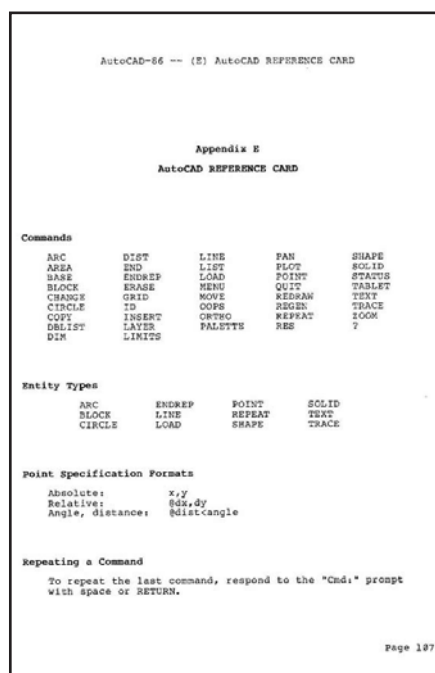 AutoCAD-86 -- (E) AutoCAD REFERENCE CARD
Appendix E
AutoCAD REFERENCE CARD
Commands
ARC DIST LINE PAN SHAPE
AREA END LIST PLOT SOLID
BASE ENDREP LOAD POINT STATUS
BLOCK ERASE MENU QUIT TABLET
CHANGE GRID MOVE REDRAW TEXT
CIRCLE ID OOPS REGEN TRACE
COPY INSERT ORTHO REPEAT ZOOM
DBLIST LAYER PALETTE RES ?
DIM LIMITS
Entity Types
ARC ENDREP POINT SOLID
BLOCK LINE REPEAT TEXT
CIRCLE LOAD SHAPE TRACE
Point Specification Formats
Absolute: x,y
Relative: @dx,dy
Angle, distance: @dist<angle
Repeating a Command
To repeat the last command, respond to the "Cmd:" prompt
with space or RETURN.
Page 107